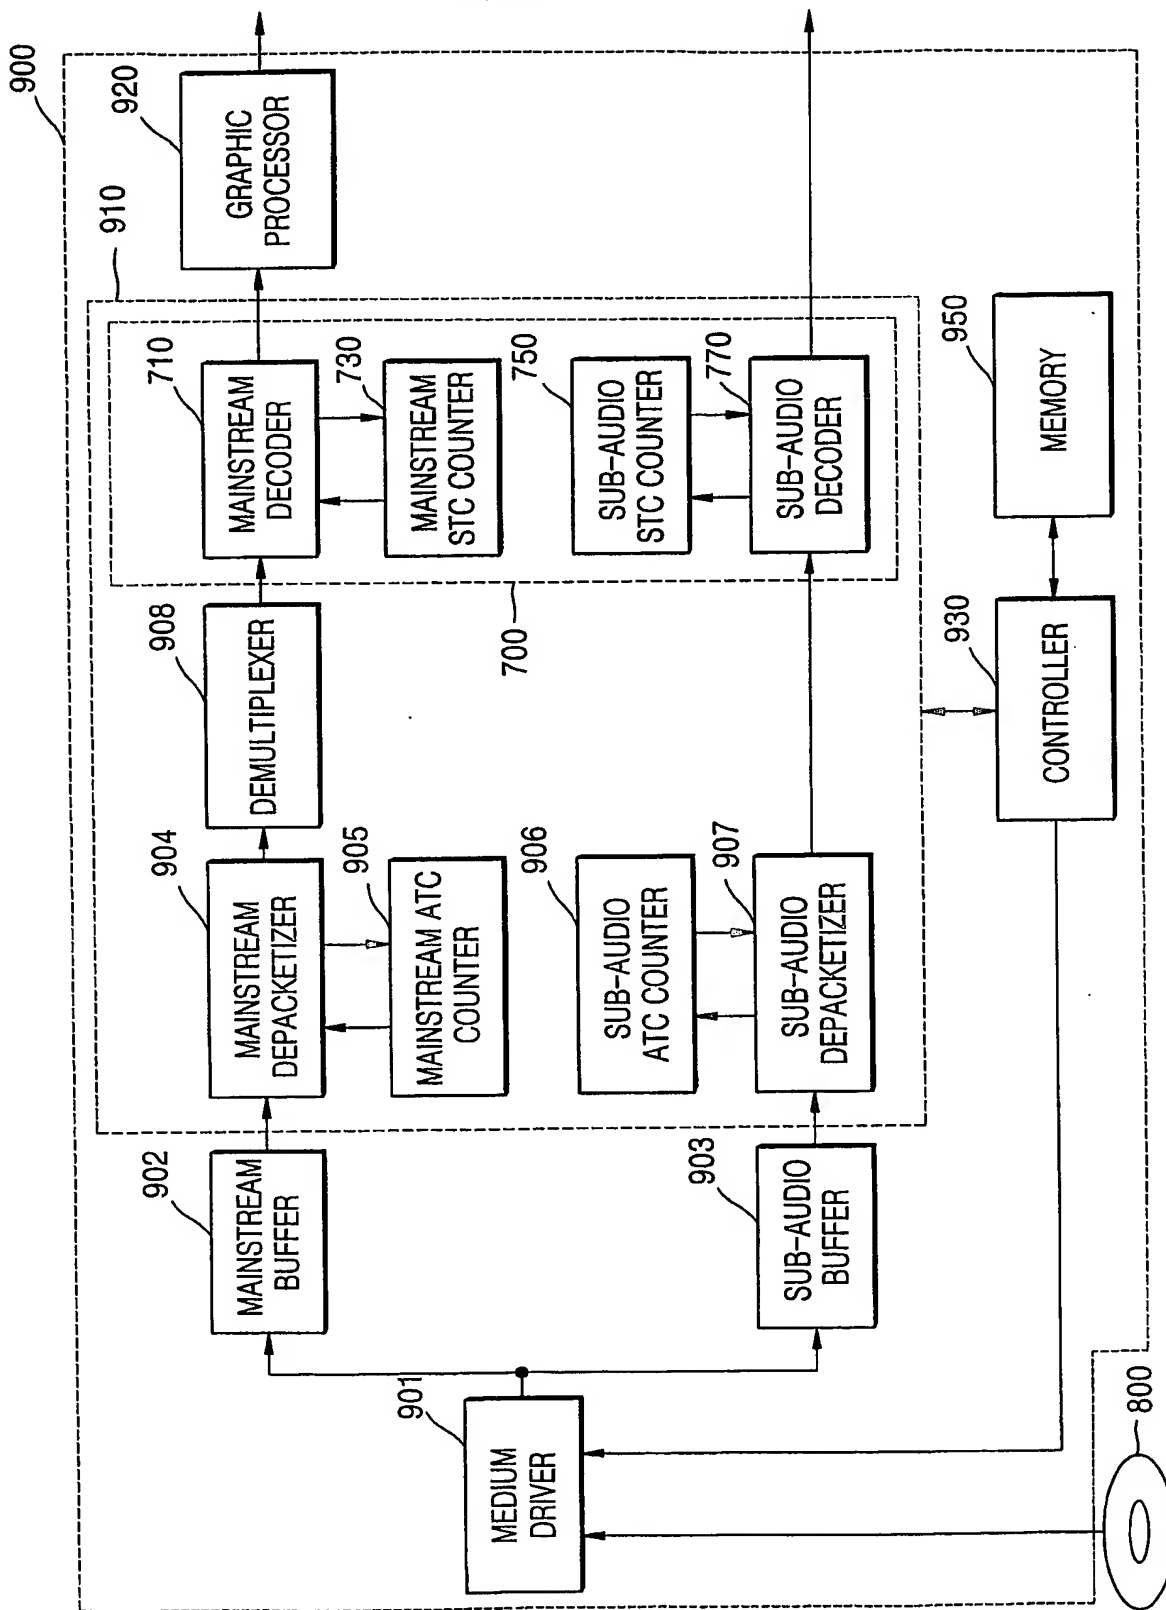 900
910
920
GRAPHIC
PROCESSOR
710
MAINSTREAM
DECODER
730
MAINSTREAM
STC COUNTER
750
SUB-AUDIO
STC COUNTER
770
SUB-AUDIO
DECODER
700
908
DEMULTIPLEXER
904
MAINSTREAM
DEPACKETIZER
905
MAINSTREAM ATC
COUNTER
906
SUB-AUDIO
ATC COUNTER
907
SUB-AUDIO
DEPACKETIZER
902
MAINSTREAM
BUFFER
903
SUB-AUDIO
BUFFER
901
MEDIUM
DRIVER
950
MEMORY
930
CONTROLLER
800